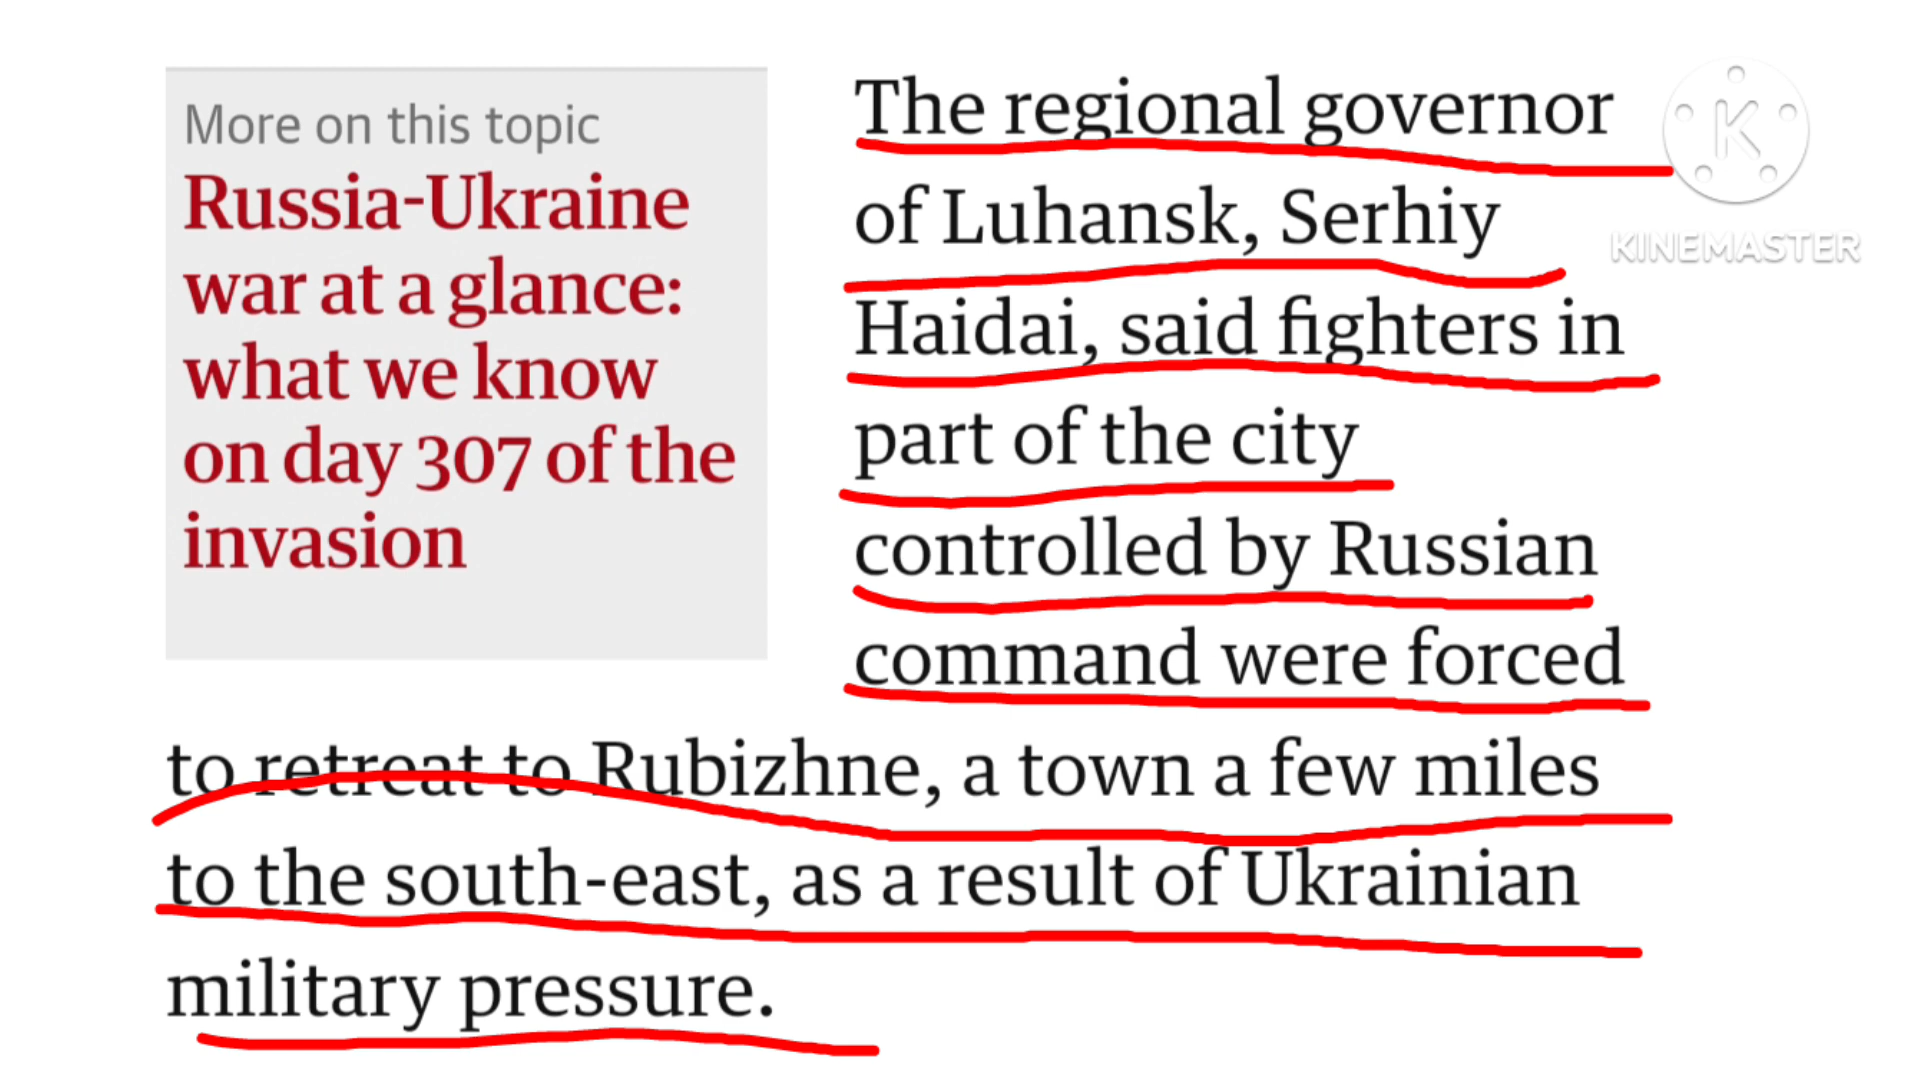 More on this topic
Russia-Ukraine
war at a glance:
what we know
on day 307 of the
invasion
The regional governor
of Luhansk, Serhiy
Haidai, said fighters in
part of the city
controlled by Russian
command were forced
to retreat to Rubizhne, a town a few miles
to the south-east, as a result of Ukrainian
military pressure.
K
KINEMASTER